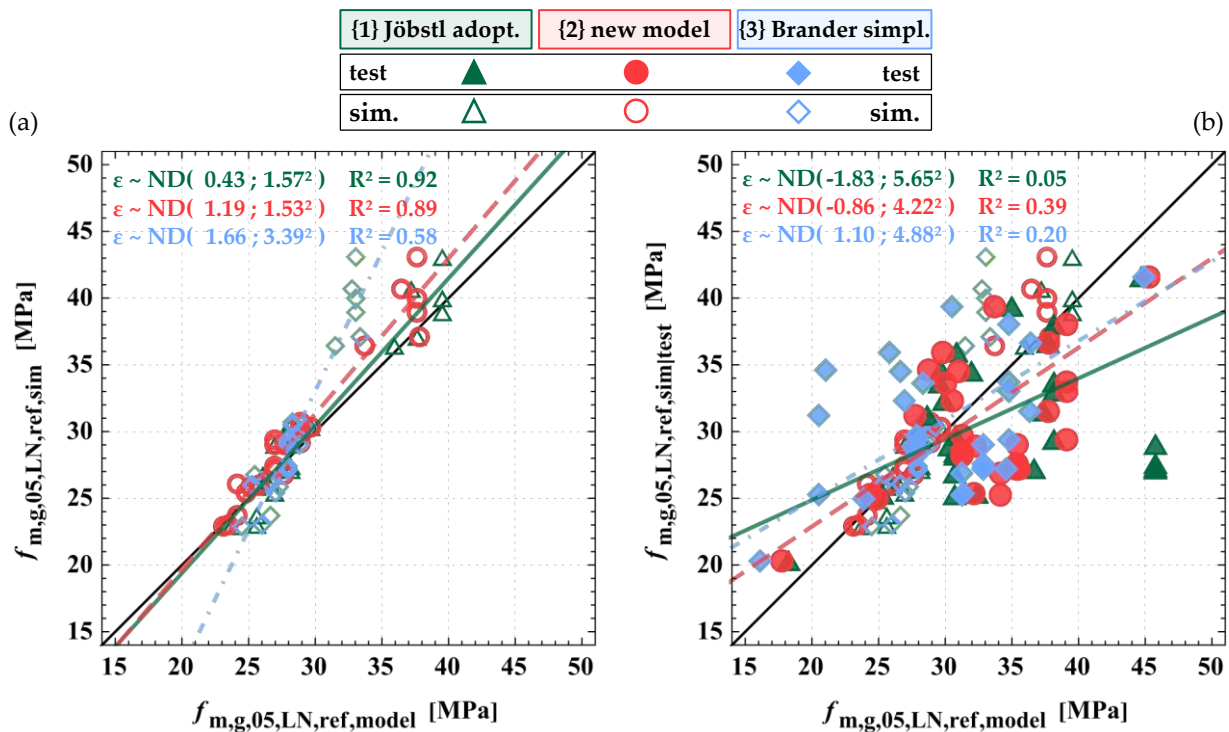 {1} Jöbstl adopt. {2} new model {3} Brander simpl.
test test
sim. sim.
(a) (b)
ε ~ ND( 0.43 ; 1.57²) R² = 0.92
ε ~ ND( 1.19 ; 1.53²) R² = 0.89
ε ~ ND( 1.66 ; 3.39²) R² = 0.58
50
45
40
35
30
25
20
15
f m,g,05,LN,ref,sim [MPa]
15 20 25 30 35 40 45 50
f m,g,05,LN,ref,model [MPa]
ε ~ ND( -1.83 ; 5.65²) R² = 0.05
ε ~ ND( -0.86 ; 4.22²) R² = 0.39
ε ~ ND( 1.10 ; 4.88²) R² = 0.20
50
45
40
35
30
25
20
15
f m,g,05,LN,ref,sim|test [MPa]
15 20 25 30 35 40 45 50
f m,g,05,LN,ref,model [MPa]